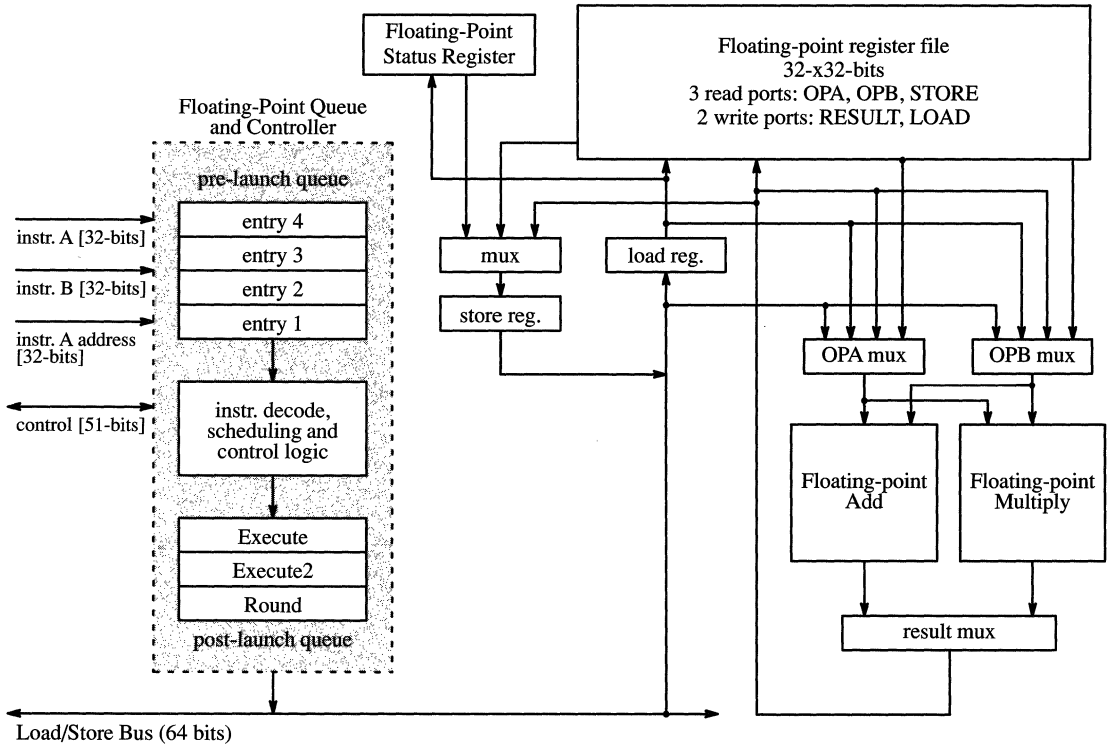 Floating-Point
Status Register
Floating-point register file
32-x32-bits
3 read ports: OPA, OPB, STORE
2 write ports: RESULT, LOAD
Floating-Point Queue
and Controller
pre-launch queue
entry 4
entry 3
entry 2
entry 1
instr. A [32-bits]
instr. B [32-bits]
instr. A address
[32-bits]
control [51-bits]
instr. decode,
scheduling and
control logic
Execute
Execute2
Round
post-launch queue
mux
store reg.
load reg.
OPA mux
OPB mux
Floating-point
Add
Floating-point
Multiply
result mux
Load/Store Bus (64 bits)